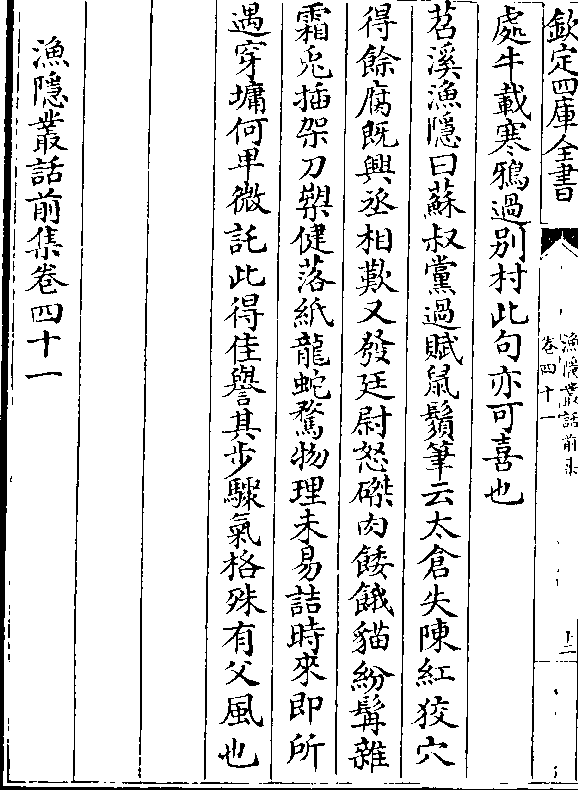 欽定四庫全書
漁隱叢話前集
卷四十一
十二
處牛載寒鴉過别村此句亦可喜也
苕溪漁隱曰蘇叔黨過賦鼠鬚筆云太倉失陳紅狡穴
得餘腐既興丞相歎又發廷尉怒磔肉餧餓貓紛髯雜
霜兎插架刀槊健落紙龍蛇騖物理未易詰時來即所
遇穿墉何卑微託此得佳譽其步驟氣格殊有父風也
漁隱叢話前集卷四十一